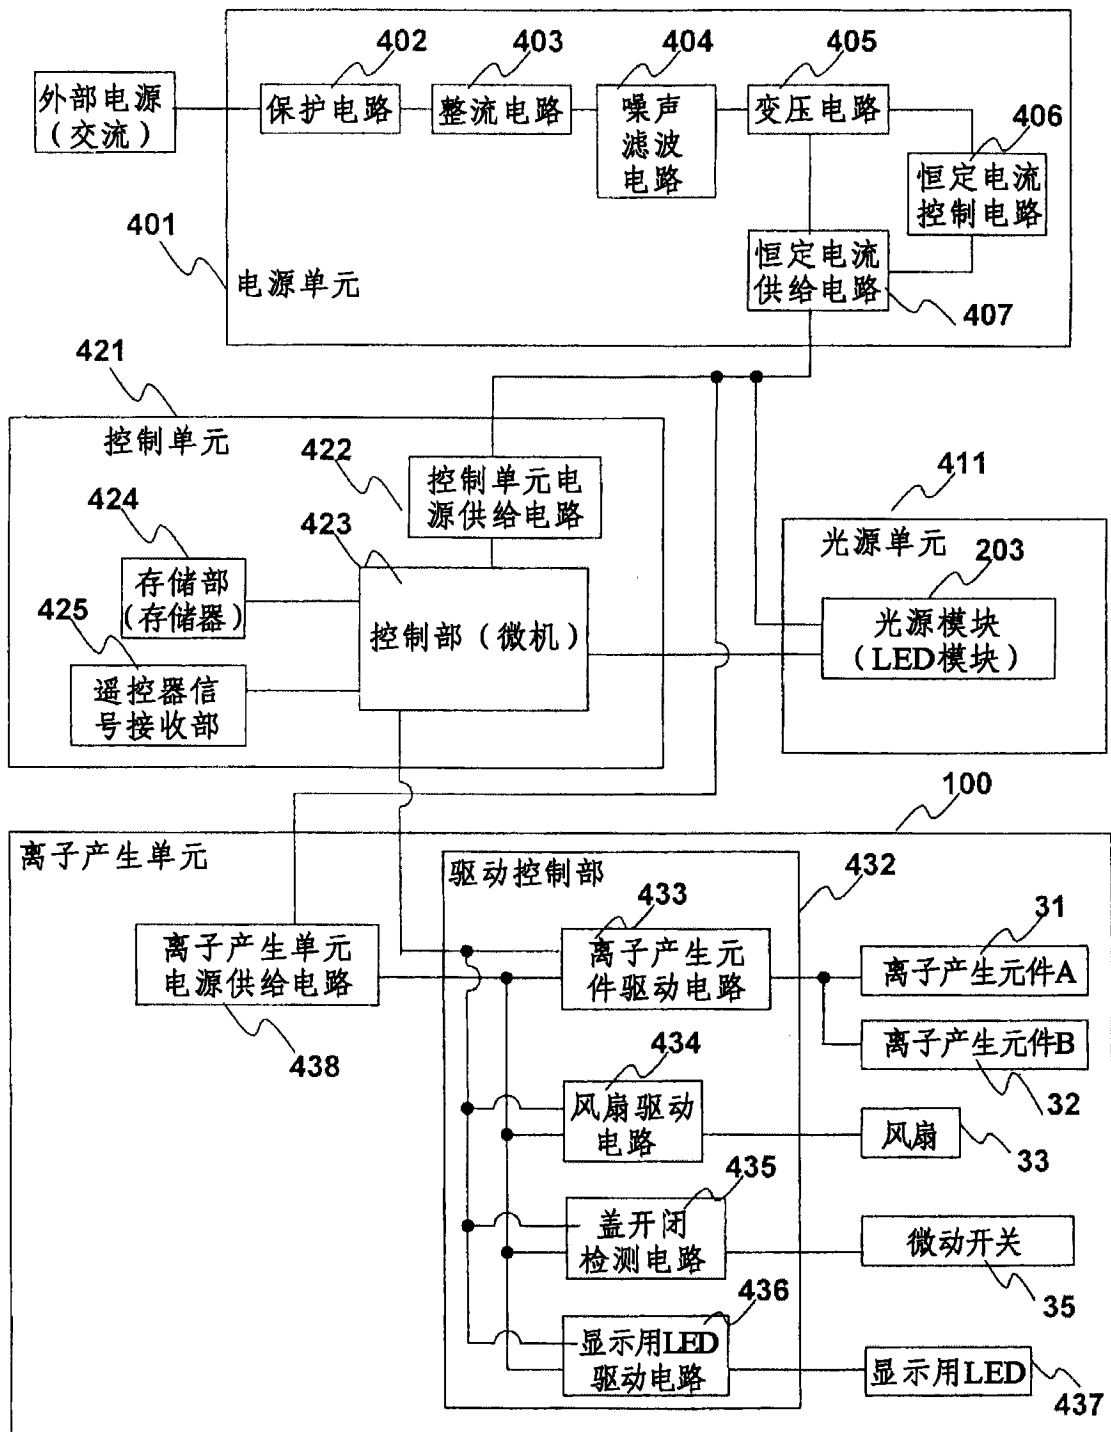 402
403
404
405
外部电源
(交流)
保护电路
整流电路
噪声
滤波
电路
变压电路
406
恒定电流
控制电路
401
电源单元
恒定电流
供给电路
407
421
控制单元
422
控制单元电
源供给电路
424
423
存储部
(存储器)
425
控制部(微机)
遥控器信
号接收部
411
光源单元
203
光源模块
(LED模块)
100
离子产生单元
驱动控制部
432
433
31
离子产生单元
电源供给电路
438
离子产生元
件驱动电路
离子产生元件A
离子产生元件B
32
434
风扇驱动
电路
风扇
33
435
盖开闭
检测电路
微动开关
35
436
显示用LED
驱动电路
显示用LED
437